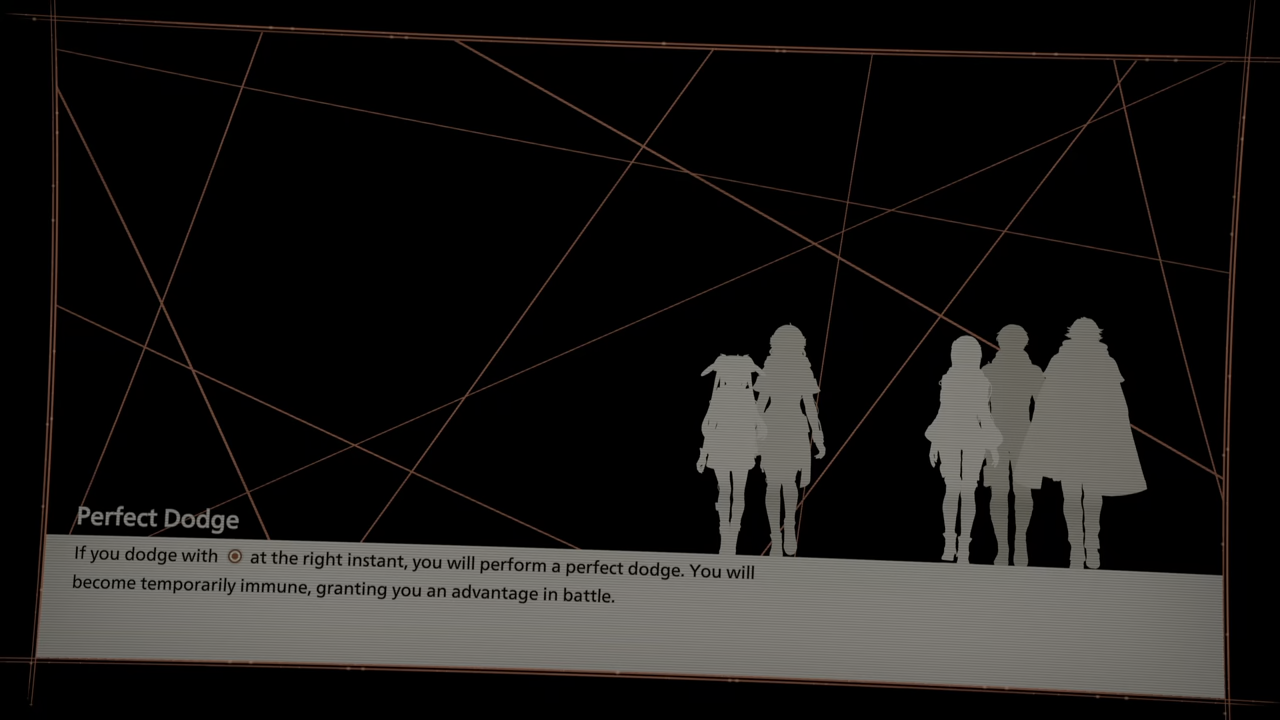 Perfect Dodge
If you dodge with at the right instant, you will perform a perfect dodge. You will
become temporarily immune, granting you an advantage in battle.